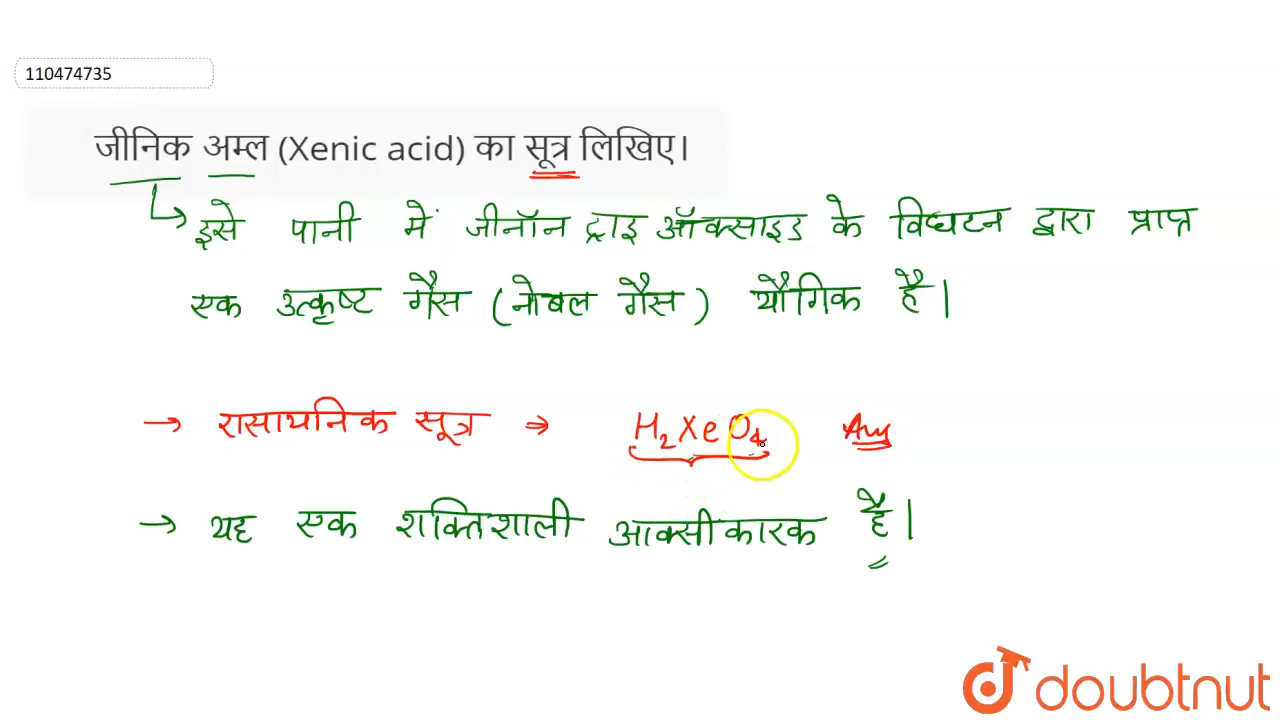 110474735
जीनिक अम्ल (Xenic acid) का सूत्र लिखिए।
इसे पानी में जीनॉन ट्राइ ऑक्साइड के विघटन द्वारा प्राप्त
एक उत्कृष्ट गैस (नोबल गैस) यौगिक है।
→ रासायनिक सूत्र ⇒ H₂XeO₄ Ans
→ यह एक शक्तिशाली आक्सीकारक है।
doubtnut